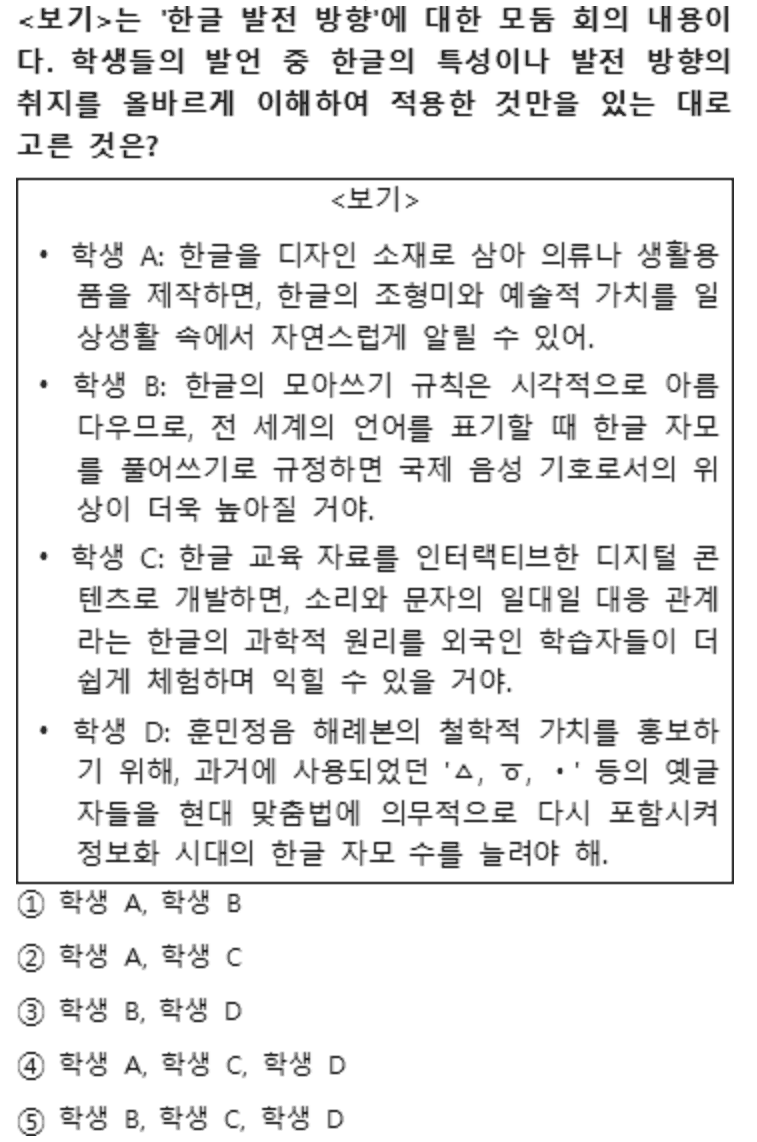 <보기>는 '한글 발전 방향'에 대한 모둠 회의 내용이
다. 학생들의 발언 중 한글의 특성이나 발전 방향의
취지를 올바르게 이해하여 적용한 것만을 있는 대로
고른 것은?
<보기>
• 학생 A: 한글을 디자인 소재로 삼아 의류나 생활용
품을 제작하면, 한글의 조형미와 예술적 가치를 일
상생활 속에서 자연스럽게 알릴 수 있어.
• 학생 B: 한글의 모아쓰기 규칙은 시각적으로 아름
다우므로, 전 세계의 언어를 표기할 때 한글 자모
를 풀어쓰기로 규정하면 국제 음성 기호로서의 위
상이 더욱 높아질 거야.
• 학생 C: 한글 교육 자료를 인터랙티브한 디지털 콘
텐츠로 개발하면, 소리와 문자의 일대일 대응 관계
라는 한글의 과학적 원리를 외국인 학습자들이 더
쉽게 체험하며 익힐 수 있을 거야.
• 학생 D: 훈민정음 해례본의 철학적 가치를 홍보하
기 위해, 과거에 사용되었던 'ㅿ, ㆆ, •' 등의 옛글
자들을 현대 맞춤법에 의무적으로 다시 포함시켜
정보화 시대의 한글 자모 수를 늘려야 해.
① 학생 A, 학생 B
② 학생 A, 학생 C
③ 학생 B, 학생 D
④ 학생 A, 학생 C, 학생 D
⑤ 학생 B, 학생 C, 학생 D